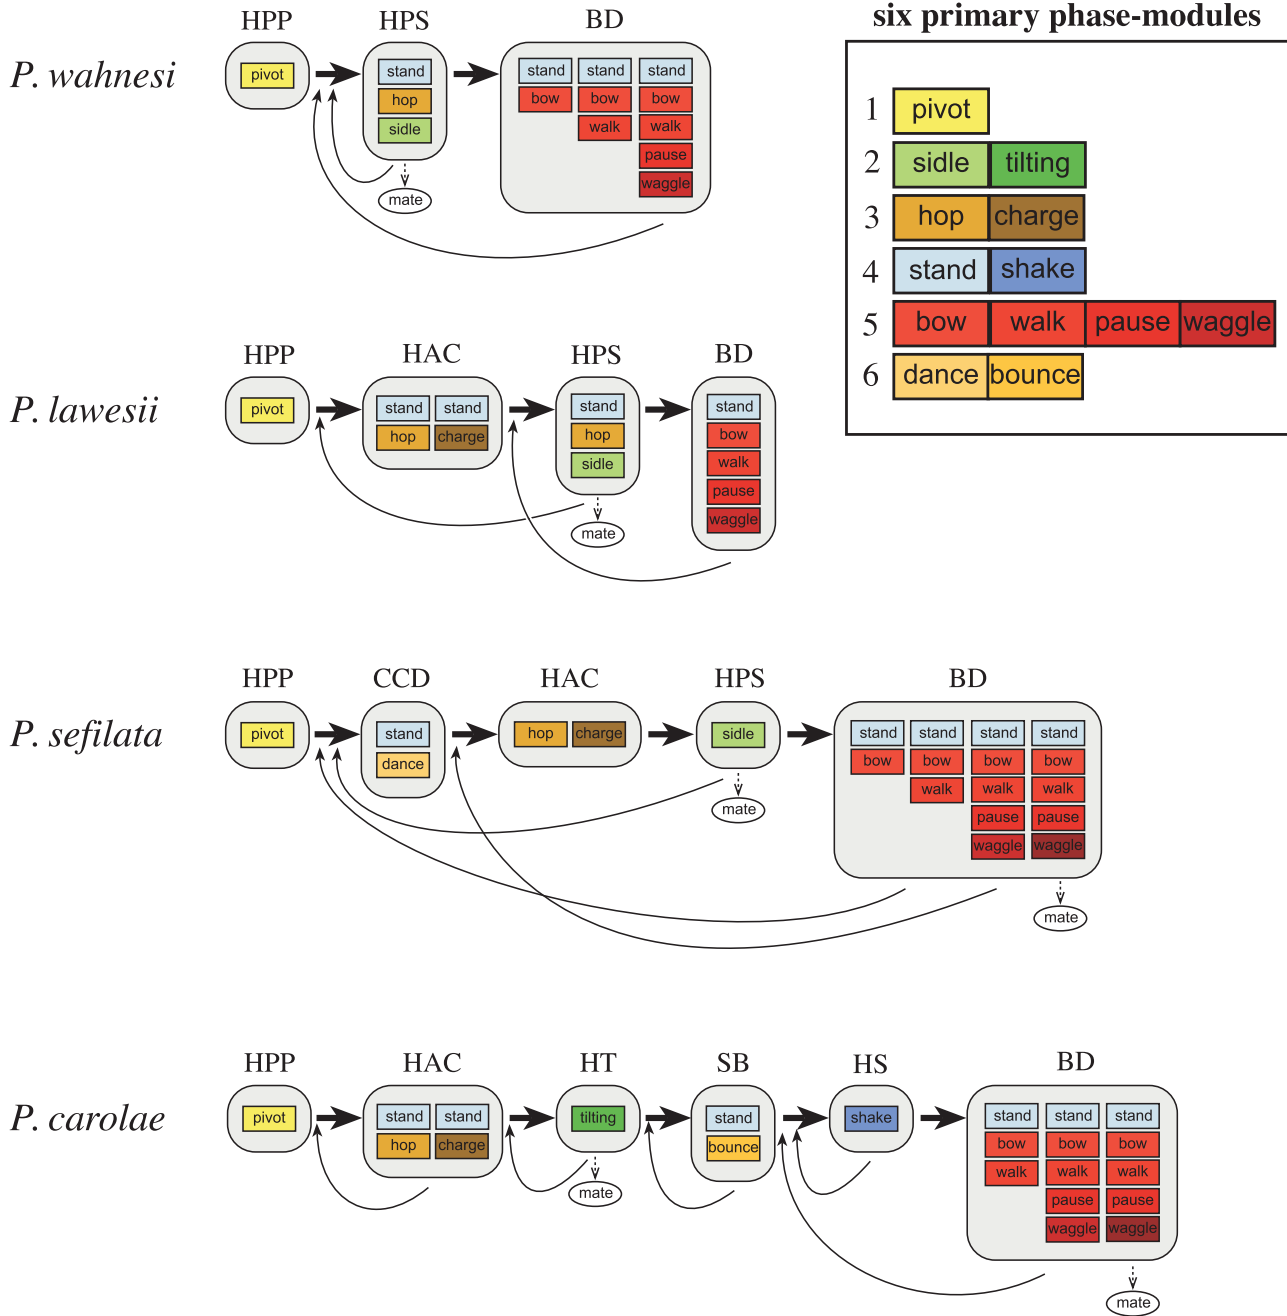 six primary phase-modules
1 pivot
2 sidle tilting
3 hop charge
4 stand shake
5 bow walk pause waggle
6 dance bounce
P. wahnesi
HPP HPS BD
pivot
stand
hop
sidle
mate
stand stand stand
bow bow bow
walk walk
pause
waggle
P. lawesii
HPP HAC HPS BD
pivot
stand stand
hop charge
stand
hop
sidle
mate
stand
bow
walk
pause
waggle
P. sefilata
HPP CCD HAC HPS BD
pivot
stand
dance
hop charge
sidle
mate
stand stand stand stand
bow bow bow bow
walk walk walk
pause pause
waggle waggle
mate
P. carolae
HPP HAC HT SB HS BD
pivot
stand stand
hop charge
tilting
mate
stand
bounce
shake
stand stand stand
bow bow bow
walk walk walk
pause pause
waggle waggle
mate